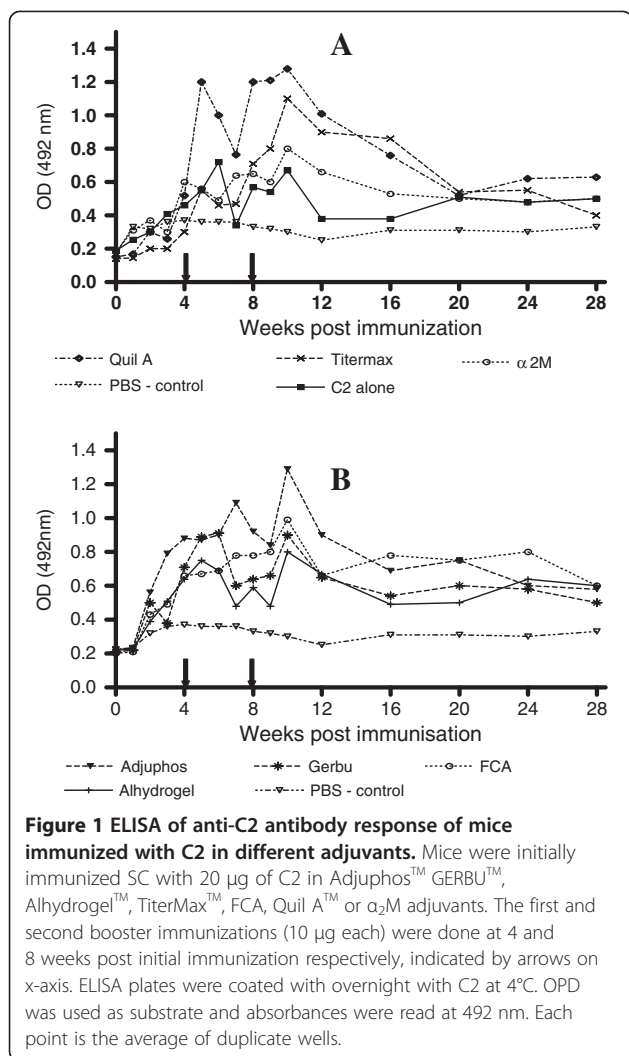 A
1.4
1.2
1.0
0.8
0.6
0.4
0.2
0.0
OD (492 nm)
0 4 8 12 16 20 24 28
Weeks post immunization
Quil A Titermax α2M
PBS - control C2 alone
B
1.4
1.2
1.0
0.8
0.6
0.4
0.2
0.0
OD (492nm)
0 4 8 12 16 20 24 28
Weeks post immunisation
Adjuphos Gerbu FCA
Alhydrogel PBS - control
Figure 1 ELISA of anti-C2 antibody response of mice
immunized with C2 in different adjuvants. Mice were initially
immunized SC with 20 μg of C2 in Adjuphos™ GERBU™,
Alhydrogel™, TiterMax™, FCA, Quil A™ or α₂M adjuvants. The first and
second booster immunizations (10 μg each) were done at 4 and
8 weeks post initial immunization respectively, indicated by arrows on
x-axis. ELISA plates were coated with overnight with C2 at 4°C. OPD
was used as substrate and absorbances were read at 492 nm. Each
point is the average of duplicate wells.